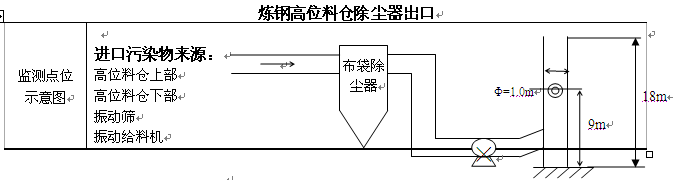 炼钢高位料仓除尘器出口
监测点位
示意图
进口污染物来源：
高位料仓上部
高位料仓下部
振动筛
振动给料机
布袋除
尘器
Φ=1.0m
9m
18m